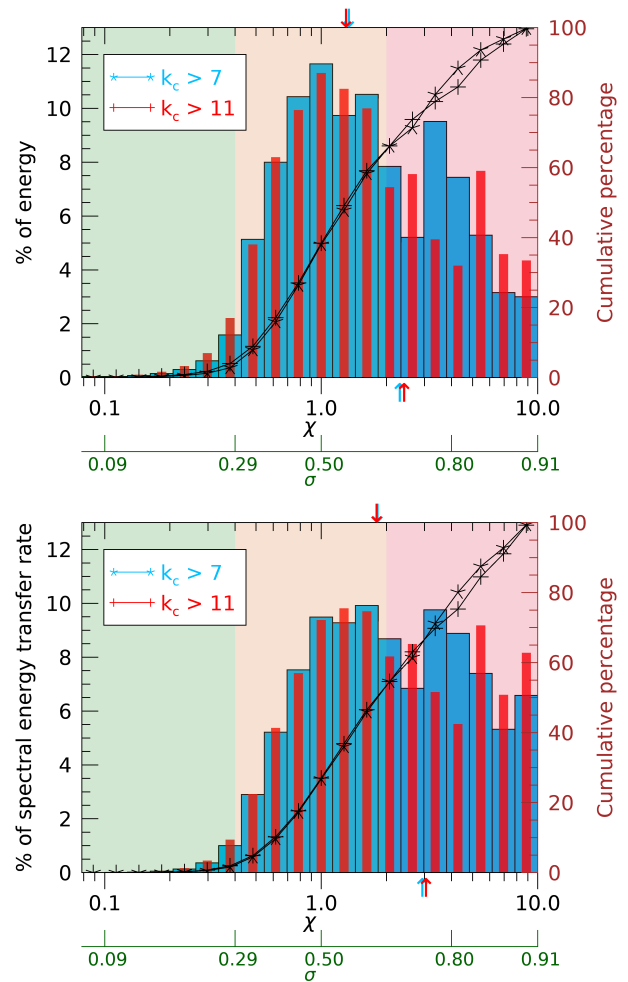 % of energy
12
10
8
6
4
2
0
k_c > 7
k_c > 11
100
80
60
40
20
0
Cumulative percentage
0.1 1.0 10.0
χ
0.09 0.29 0.50 0.80 0.91
σ
% of spectral energy transfer rate
12
10
8
6
4
2
0
k_c > 7
k_c > 11
100
80
60
40
20
0
Cumulative percentage
0.1 1.0 10.0
χ
0.09 0.29 0.50 0.80 0.91
σ